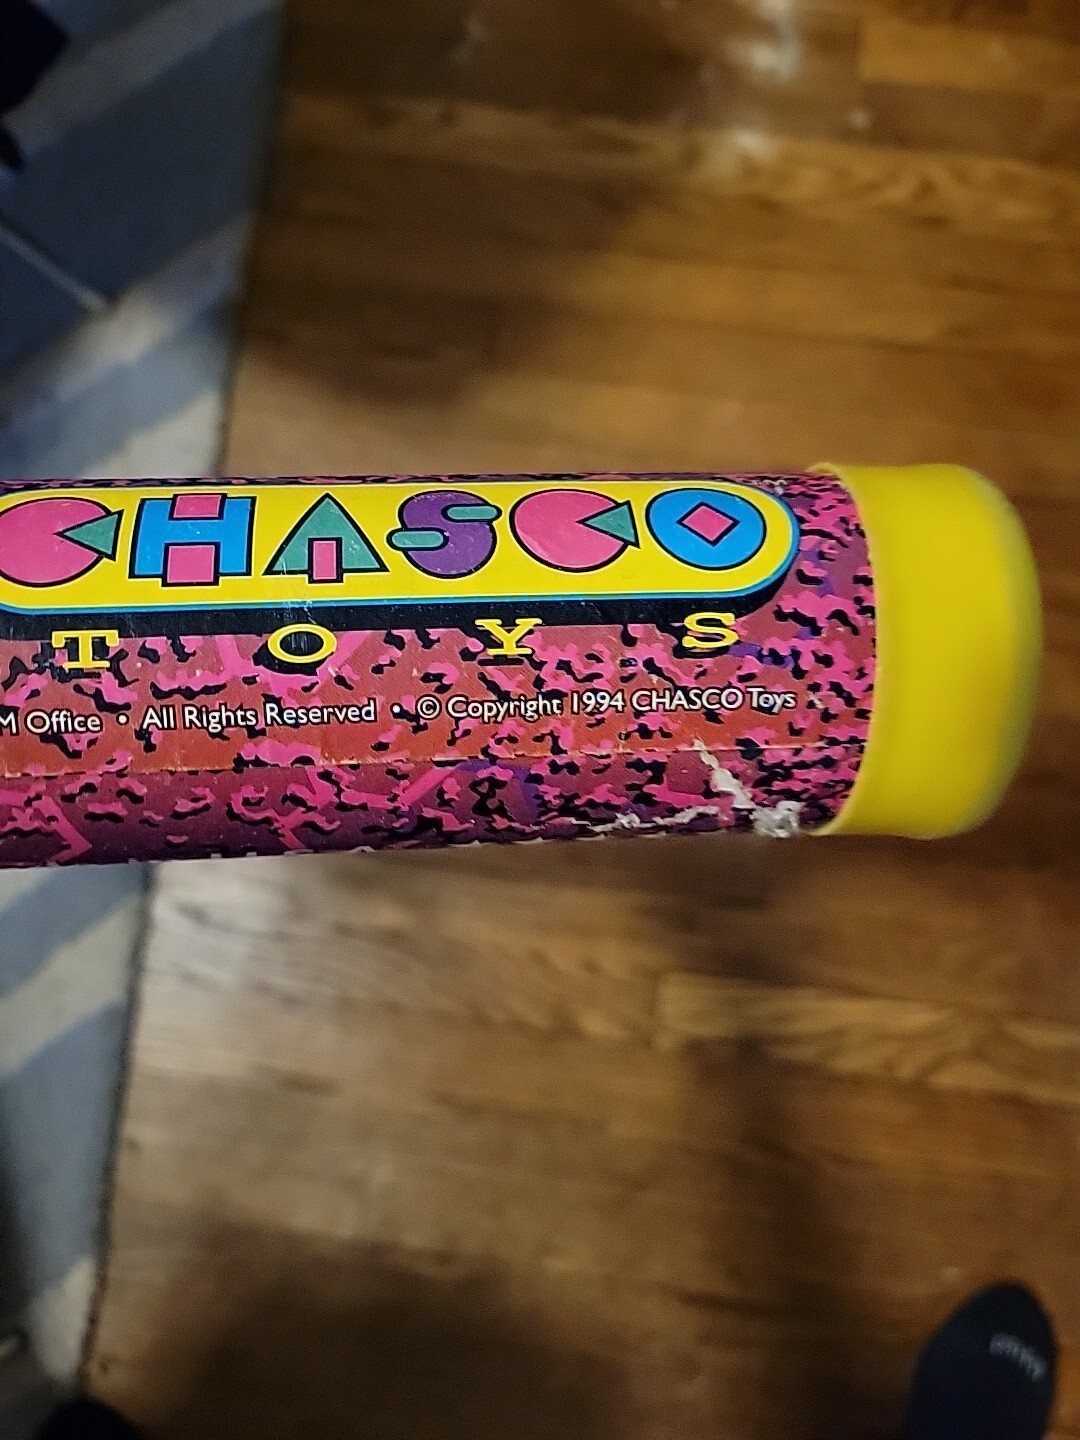 CHASCO
TOYS
M Office • All Rights Reserved • © Copyright 1994 CHASCO Toys